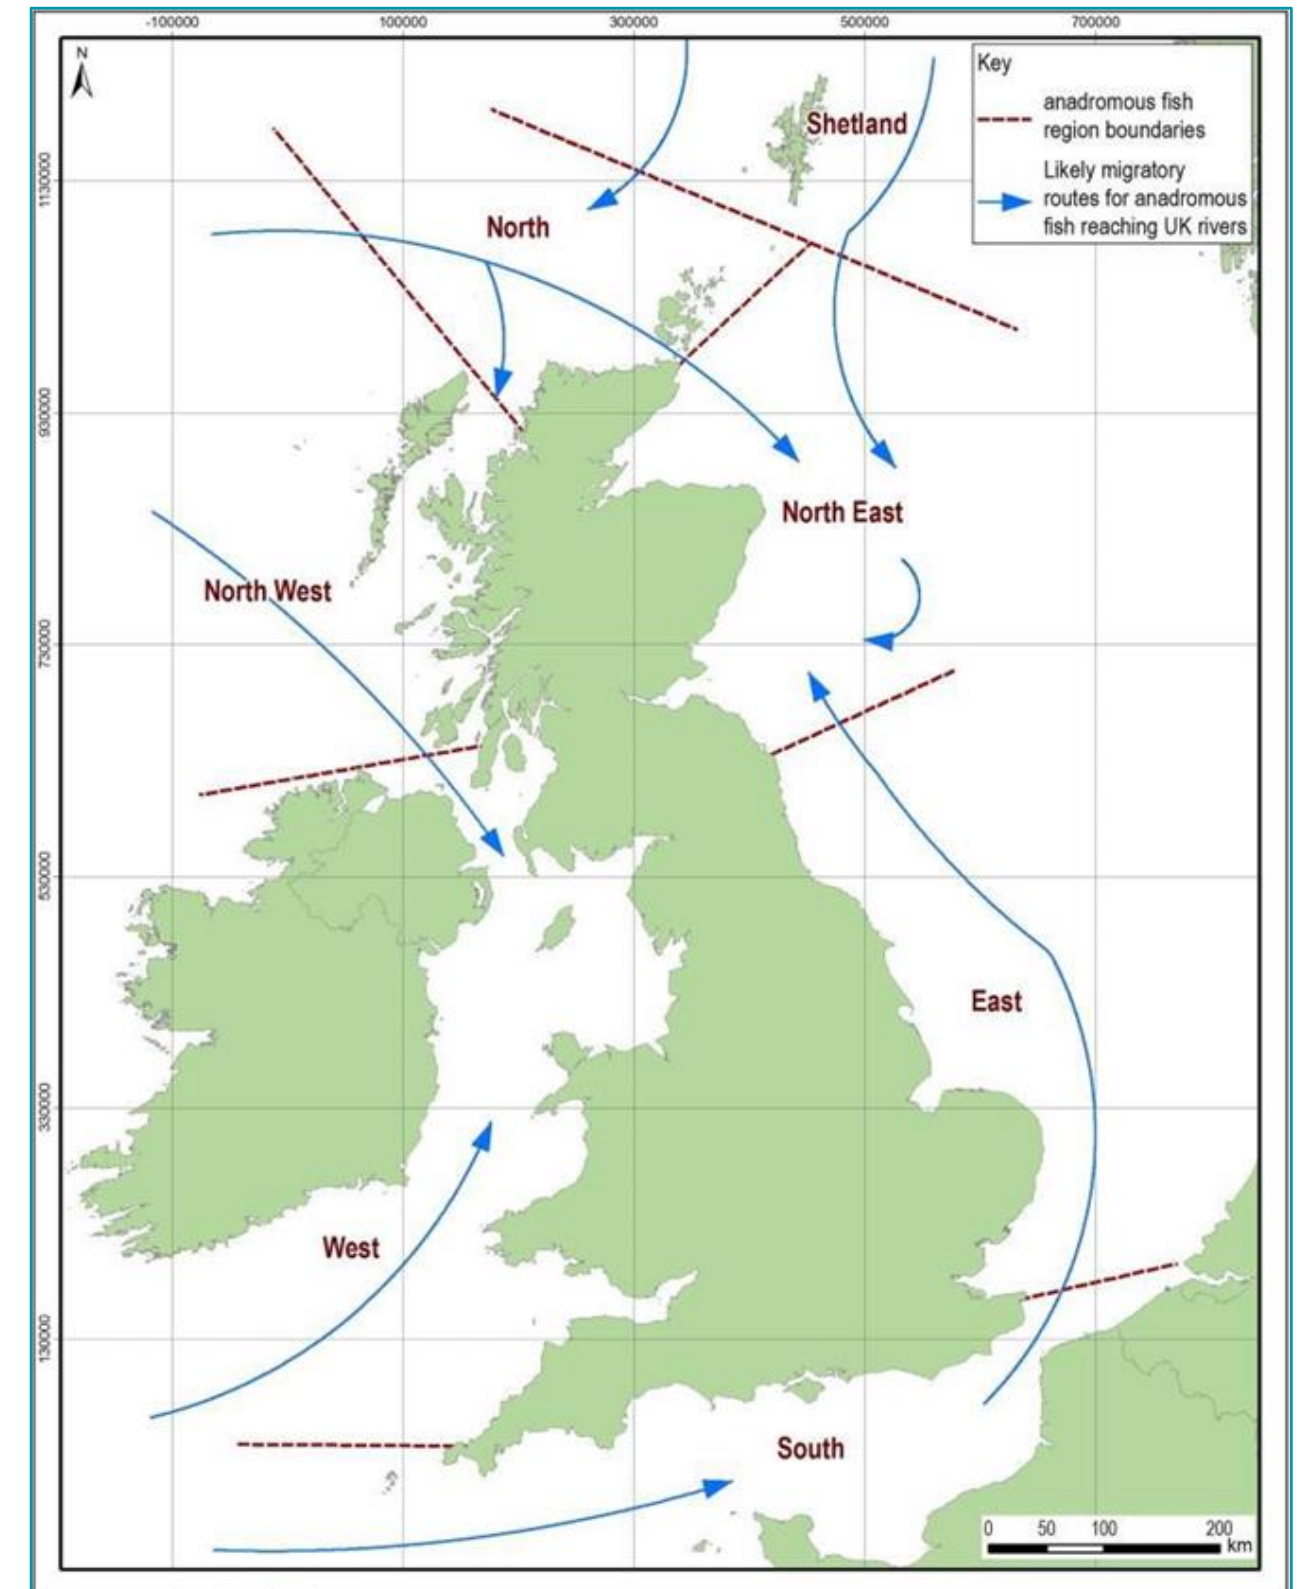 -100000 100000 300000 500000 700000
N
Key
anadromous fish
region boundaries
Likely migratory
routes for anadromous
fish reaching UK rivers
Shetland
1130000
North
930000
North East
North West
730000
530000
East
330000
West
130000
South
0 50 100 200
km